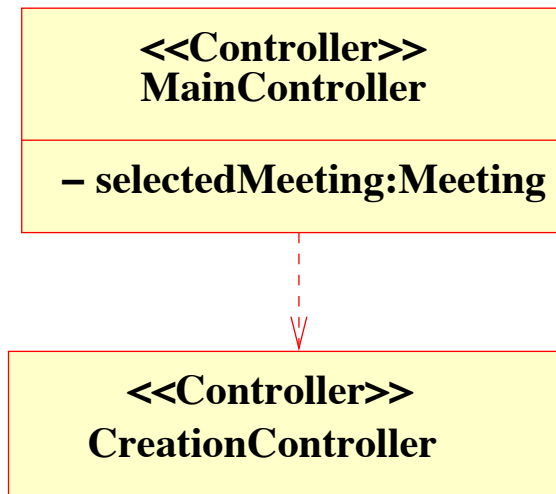 <<Controller>>
MainController
– selectedMeeting:Meeting
<<Controller>>
CreationController